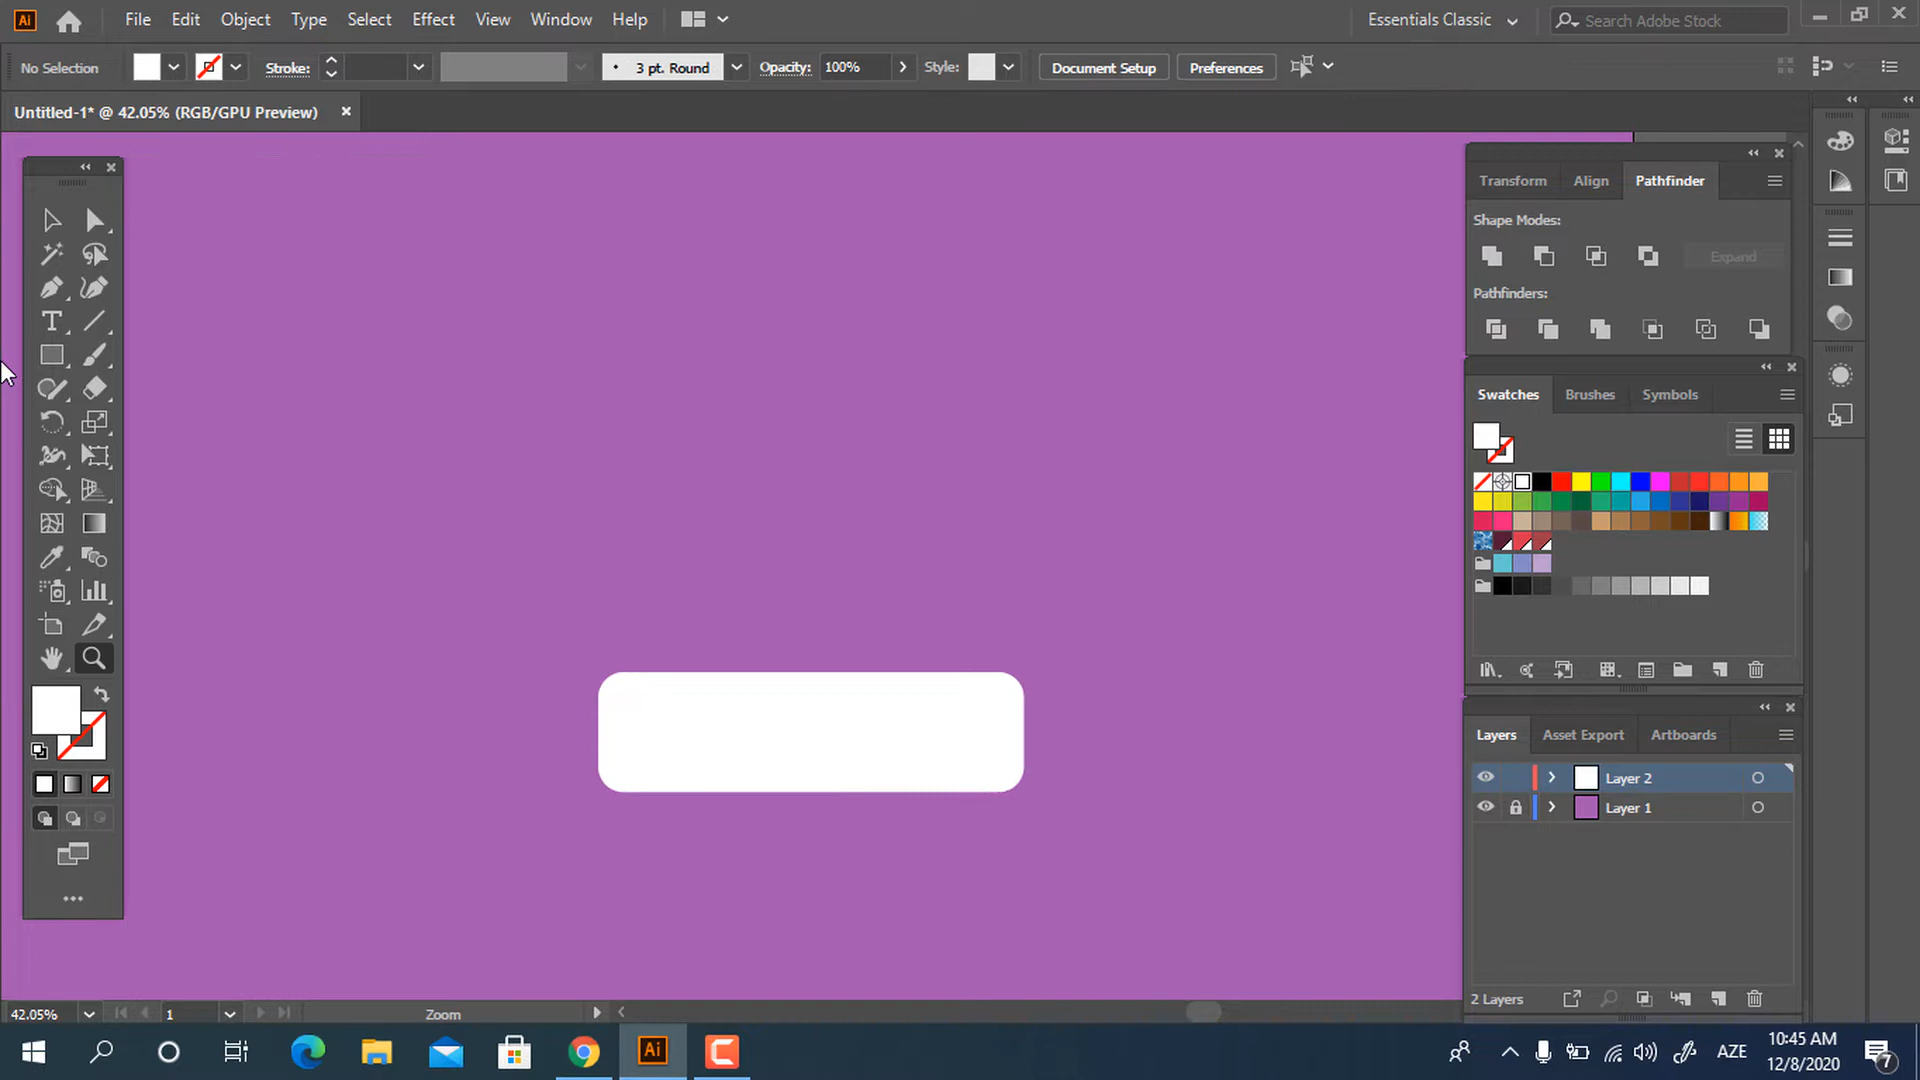 Ai File Edit Object Type Select Effect View Window Help Essentials Classic Search Adobe Stock
No Selection Stroke: 3 pt. Round Opacity: 100% Style: Document Setup Preferences
Untitled-1* @ 42.05% (RGB/GPU Preview)
Transform Align Pathfinder
Shape Modes:
Expand
Pathfinders:
Swatches Brushes Symbols
Layers Asset Export Artboards
Layer 2
Layer 1
2 Layers
42.05% 1 Zoom
Ai AZE 10:45 AM
12/8/2020
7